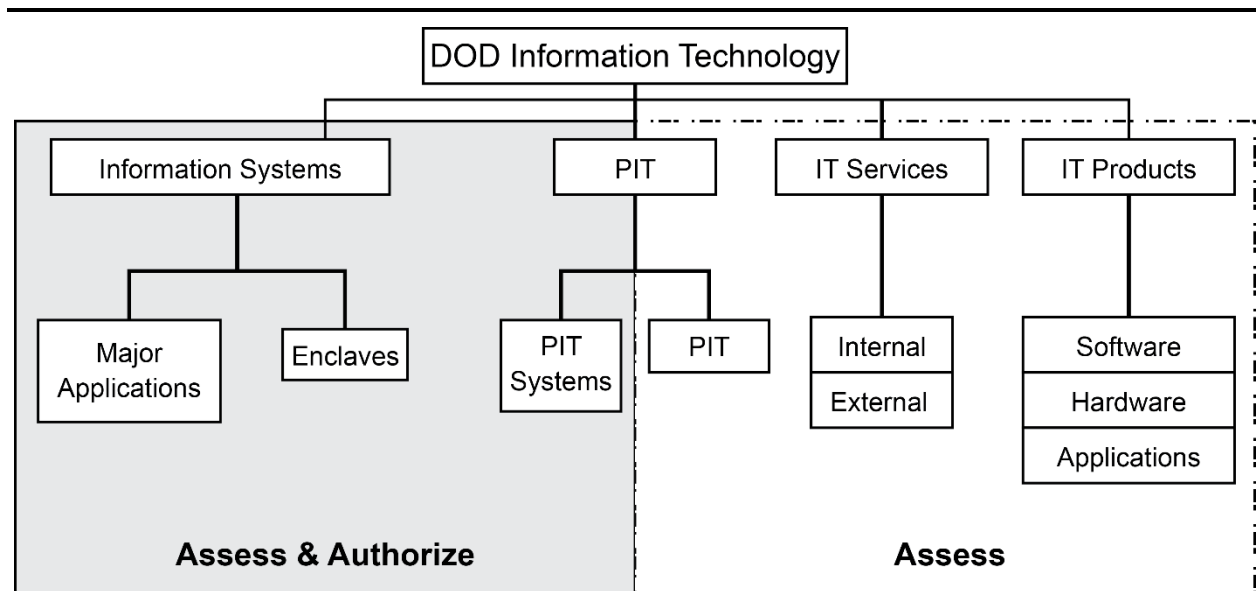 DOD Information Technology
Information Systems
PIT
IT Services
IT Products
Major
Applications
Enclaves
PIT
Systems
PIT
Internal
External
Software
Hardware
Applications
Assess & Authorize
Assess